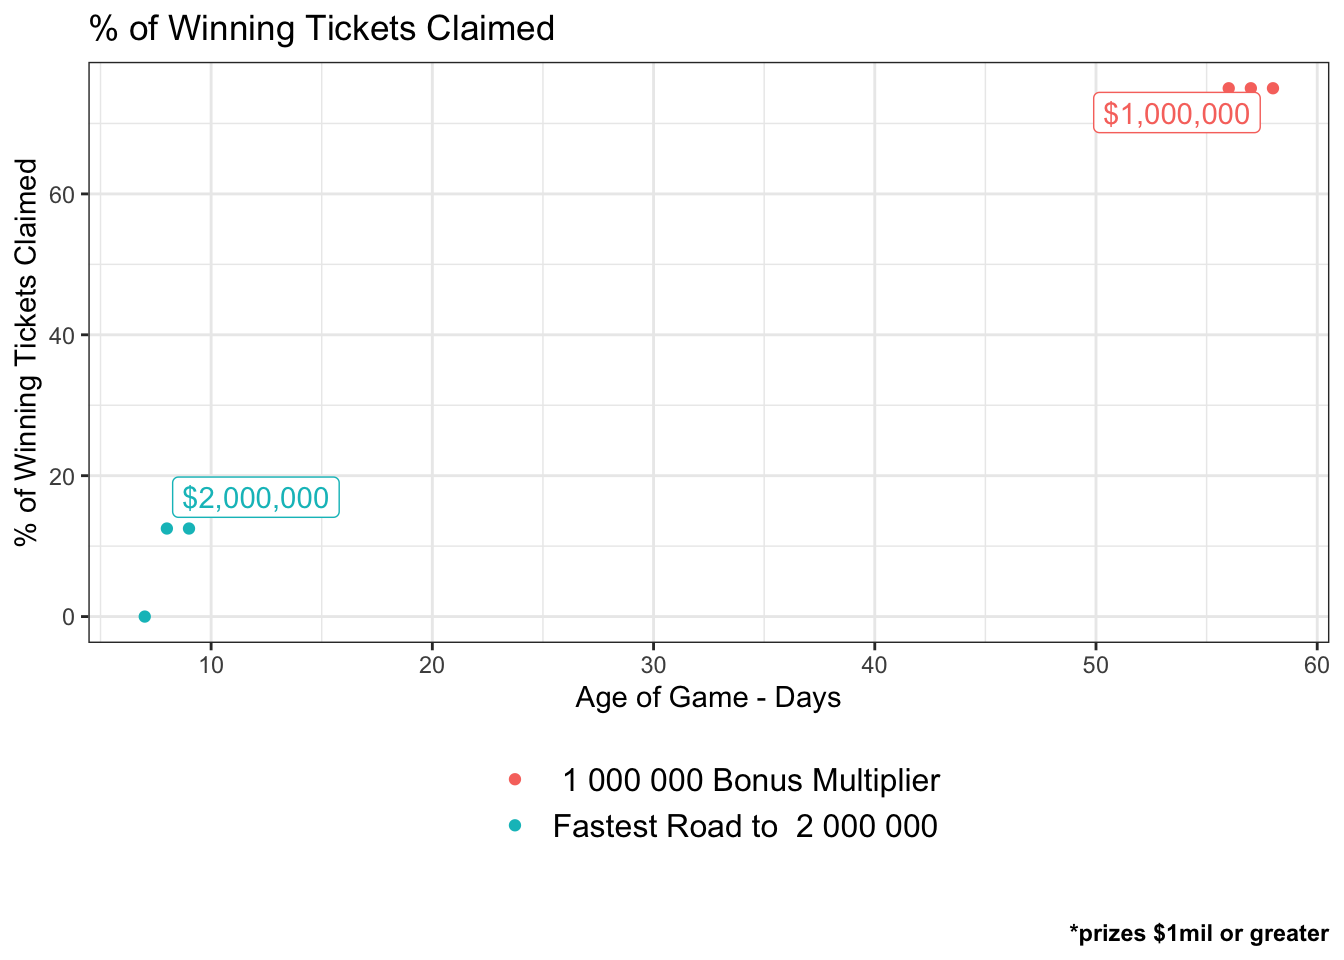 % of Winning Tickets Claimed
% of Winning Tickets Claimed
60
40
20
0
$1,000,000
$2,000,000
10 20 30 40 50 60
Age of Game - Days
1 000 000 Bonus Multiplier
Fastest Road to  2 000 000
*prizes $1mil or greater